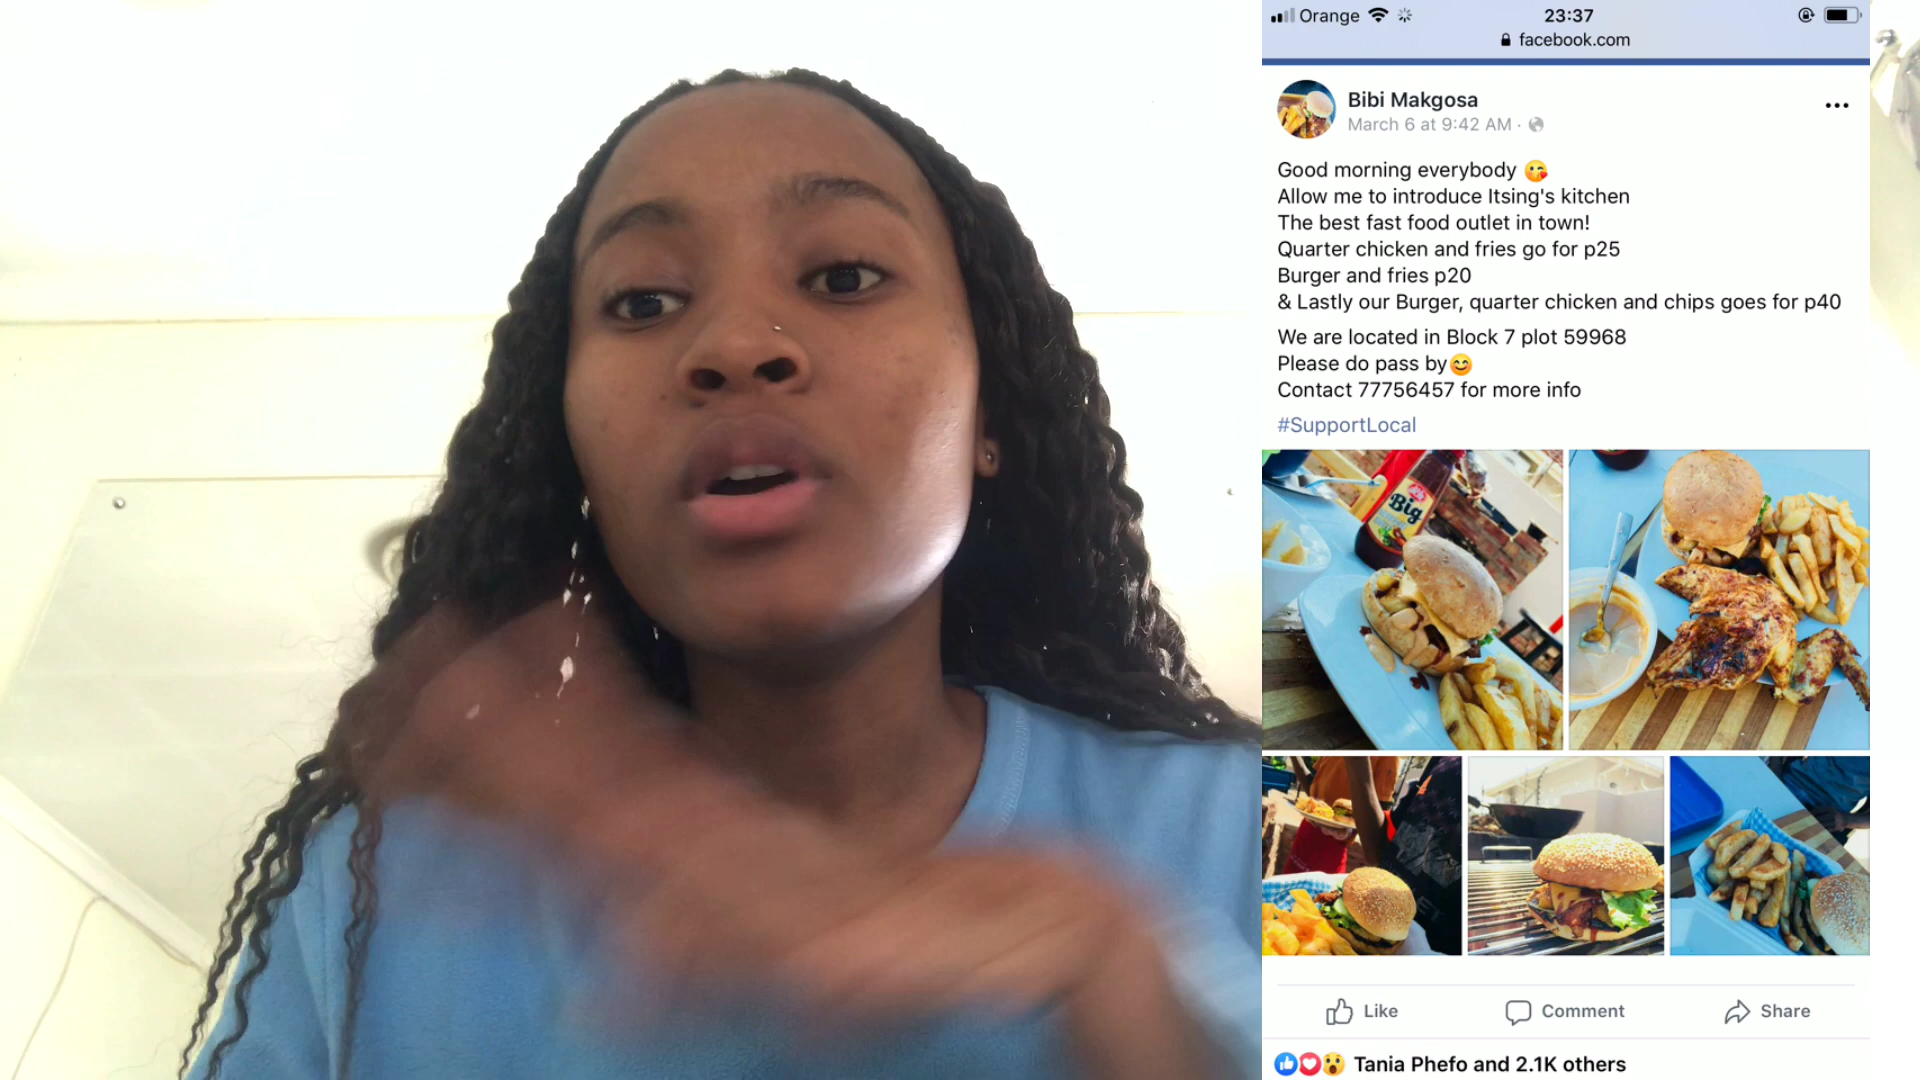 Orange
23:37
facebook.com
Bibi Makgosa
March 6 at 9:42 AM ·
Good morning everybody 😘
Allow me to introduce Itsing's kitchen
The best fast food outlet in town!
Quarter chicken and fries go for p25
Burger and fries p20
& Lastly our Burger, quarter chicken and chips goes for p40
We are located in Block 7 plot 59968
Please do pass by😊
Contact 77756457 for more info
#SupportLocal
Big
Like
Comment
Share
Tania Phefo and 2.1K others